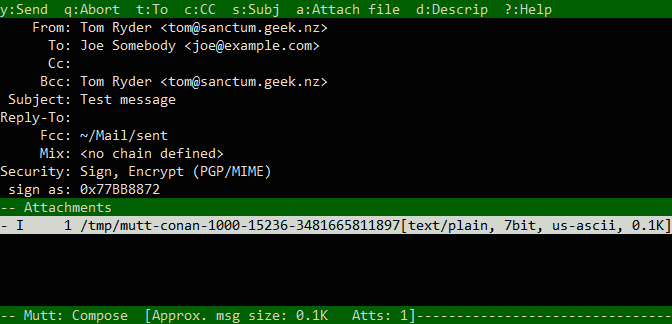 y:Send  q:Abort  t:To  c:CC  s:Subj  a:Attach file  d:Descrip  ?:Help
From: Tom Ryder <tom@sanctum.geek.nz>
To: Joe Somebody <joe@example.com>
Cc:
Bcc: Tom Ryder <tom@sanctum.geek.nz>
Subject: Test message
Reply-To:
Fcc: ~/Mail/sent
Mix: <no chain defined>
Security: Sign, Encrypt (PGP/MIME)
sign as: 0x77BB8872
-- Attachments
- I     1 /tmp/mutt-conan-1000-15236-3481665811897[text/plain, 7bit, us-ascii, 0.1K]
-- Mutt: Compose  [Approx. msg size: 0.1K   Atts: 1]---------------------------------